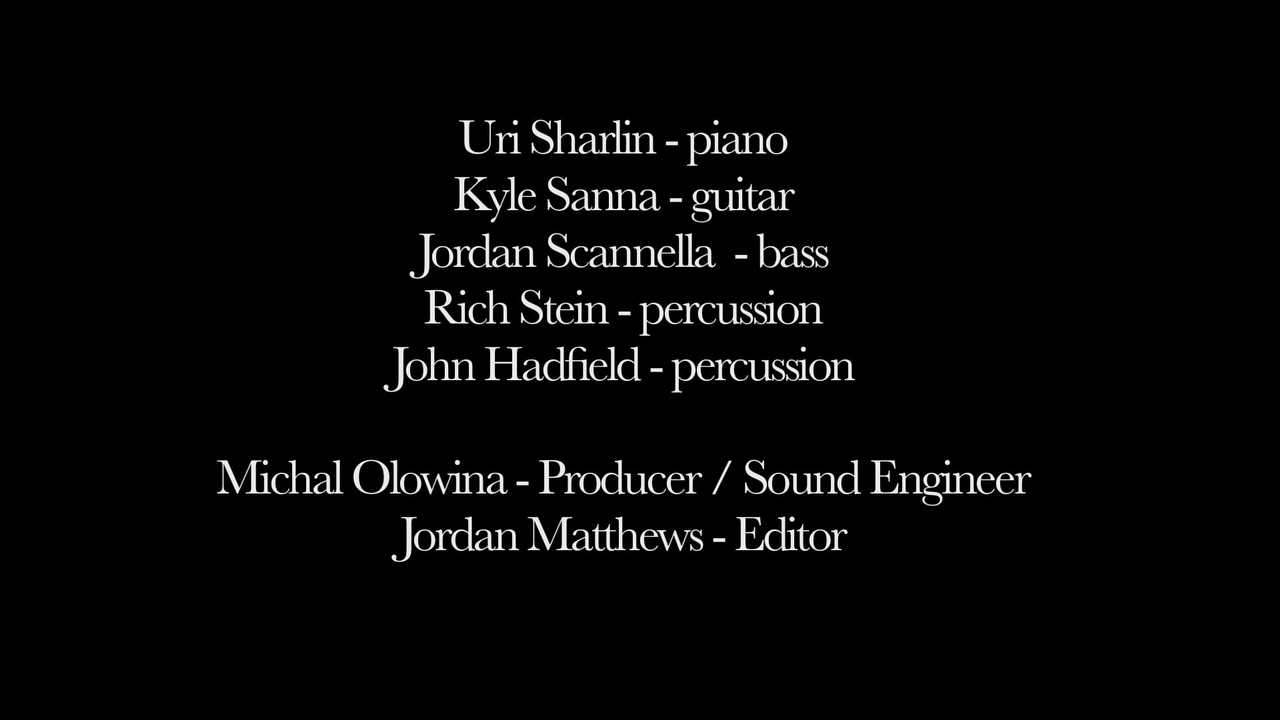 Uri Sharlin - piano
Kyle Sanna - guitar
Jordan Scannella  - bass
Rich Stein - percussion
John Hadfield - percussion
Michal Olowina - Producer / Sound Engineer
Jordan Matthews - Editor